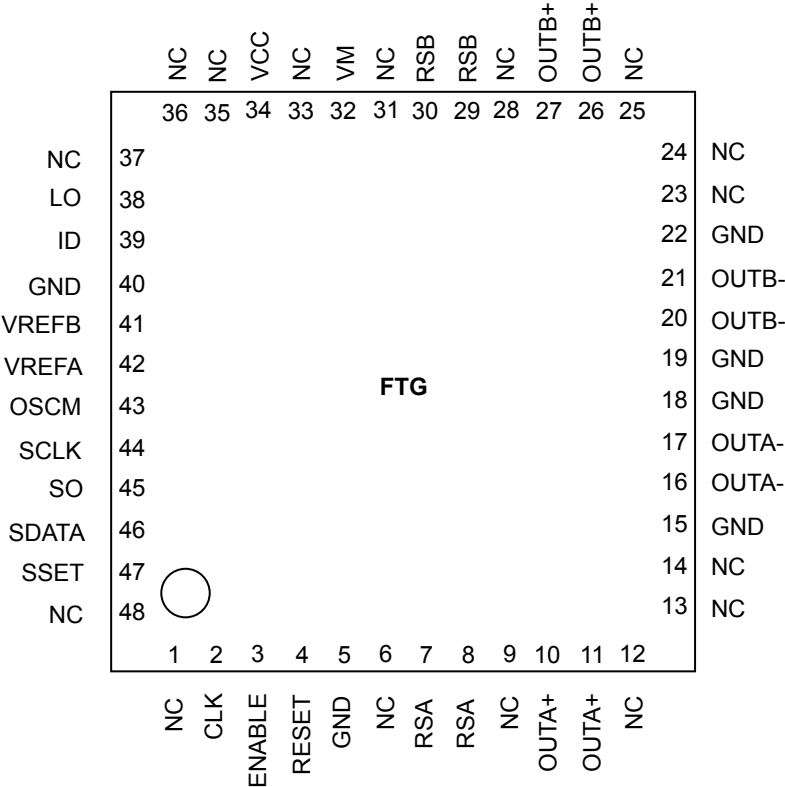 NC NC VCC NC VM NC RSB RSB NC OUTB+ OUTB+ NC
36 35 34 33 32 31 30 29 28 27 26 25
NC 37 24 NC
LO 38 23 NC
ID 39 22 GND
GND 40 21 OUTB-
VREFB 41 20 OUTB-
VREFA 42 19 GND
FTG
OSCM 43 18 GND
SCLK 44 17 OUTA-
SO 45 16 OUTA-
SDATA 46 15 GND
SSET 47 14 NC
NC 48 13 NC
1 2 3 4 5 6 7 8 9 10 11 12
NC CLK ENABLE RESET GND NC RSA RSA NC OUTA+ OUTA+ NC